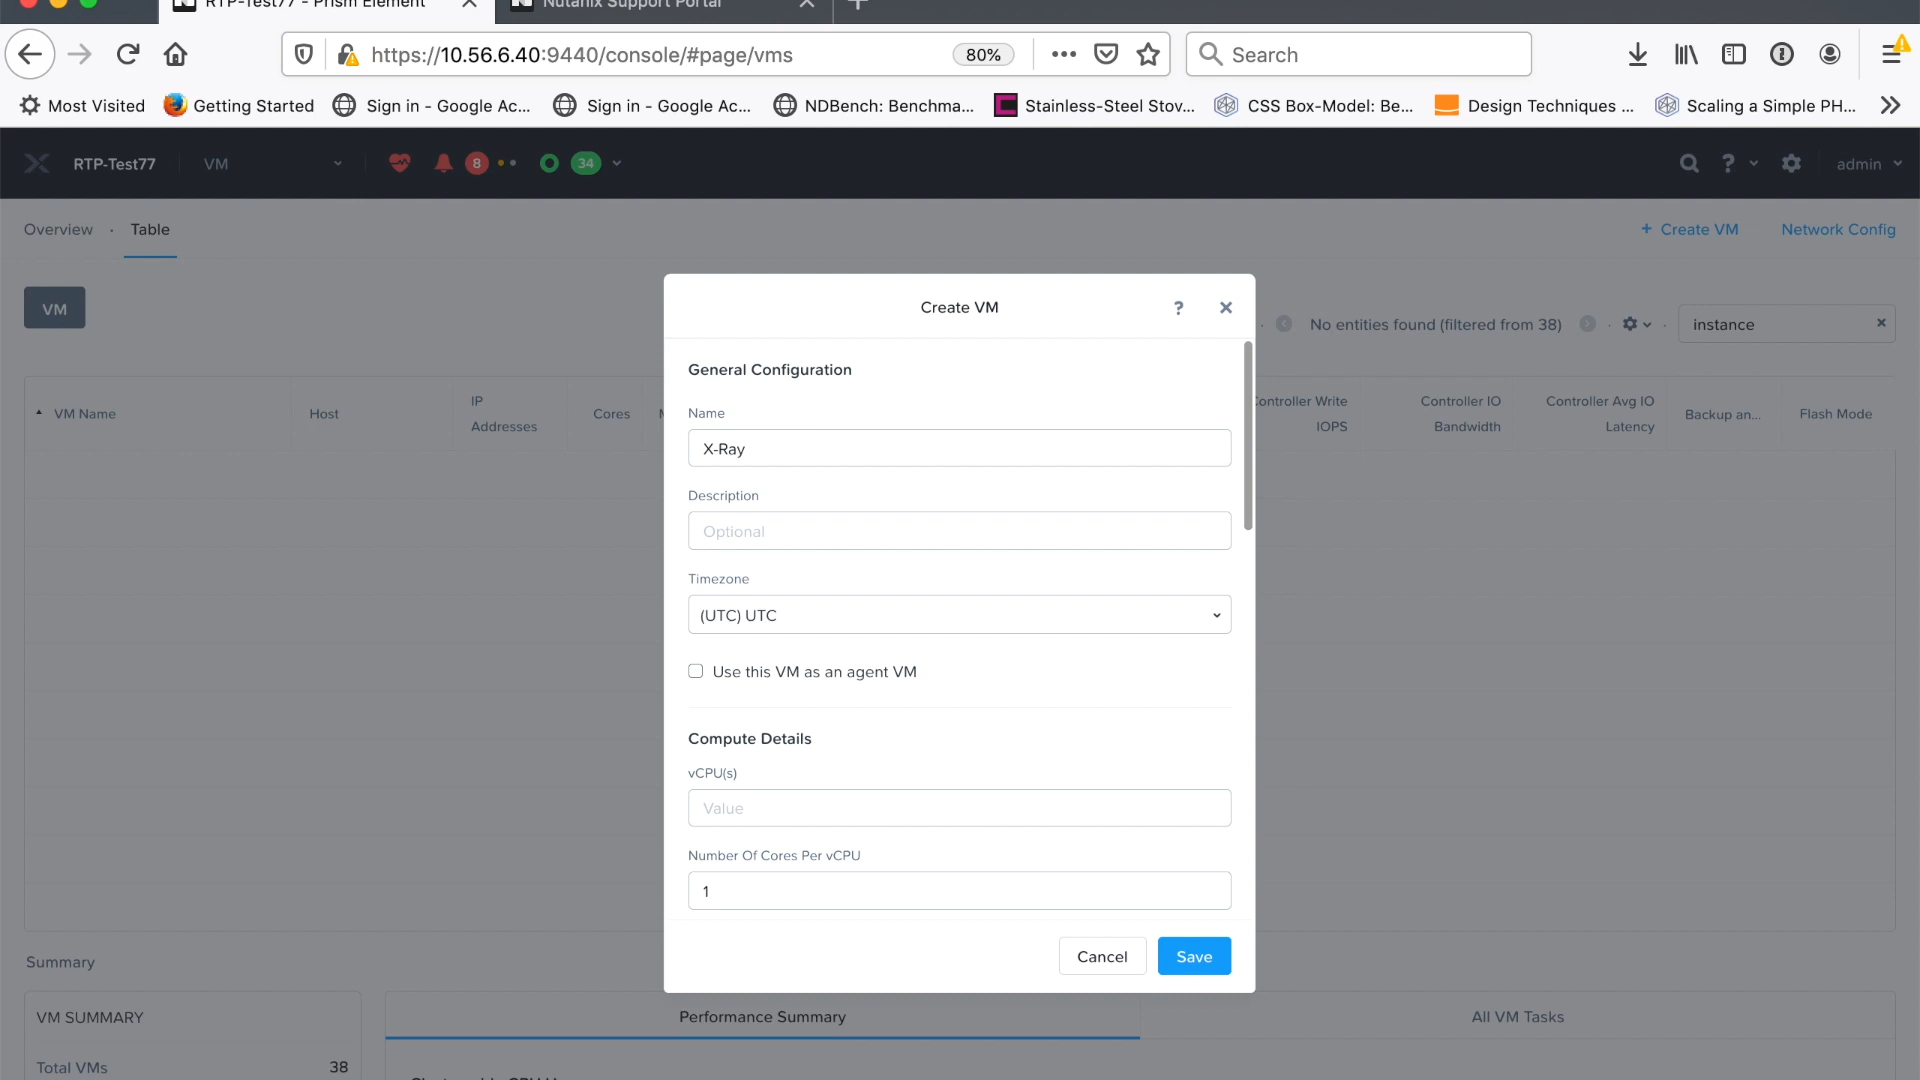 RTP-Test77 - Prism Element
Nutanix Support Portal
https://10.56.6.40:9440/console/#page/vms
80%
Search
Most Visited
Getting Started
Sign in - Google Ac...
Sign in - Google Ac...
NDBench: Benchma...
Stainless-Steel Stov...
CSS Box-Model: Be...
Design Techniques ...
Scaling a Simple PH...
RTP-Test77
VM
8
34
?
admin
Overview · Table
+ Create VM
Network Config
VM
No entities found (filtered from 38)
instance
VM Name
Host
IP
Addresses
Cores
Controller Write
IOPS
Controller IO
Bandwidth
Controller Avg IO
Latency
Backup an...
Flash Mode
Create VM
?
General Configuration
Name
X-Ray
Description
Optional
Timezone
(UTC) UTC
Use this VM as an agent VM
Compute Details
vCPU(s)
Value
Number Of Cores Per vCPU
1
Cancel
Save
Summary
VM SUMMARY
Total VMs
38
Performance Summary
All VM Tasks